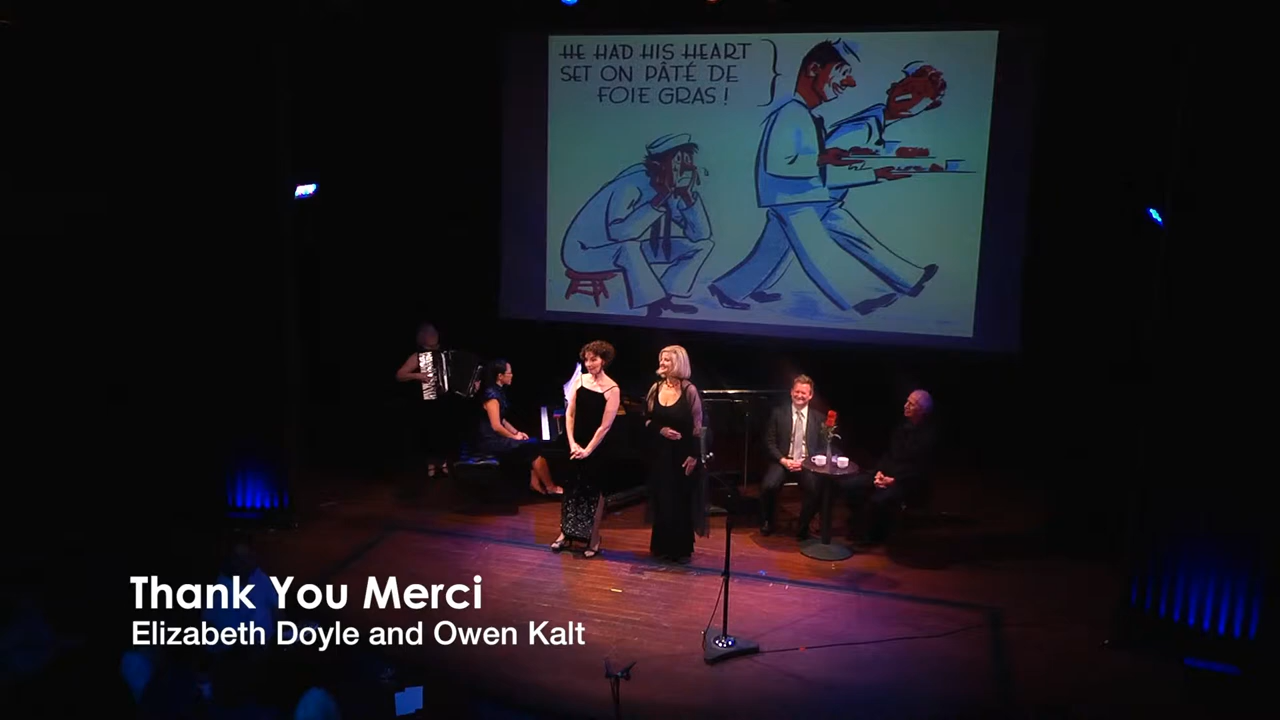 HE HAD HIS HEART
SET ON PÂTÉ DE
FOIE GRAS!
Thank You Merci
Elizabeth Doyle and Owen Kalt